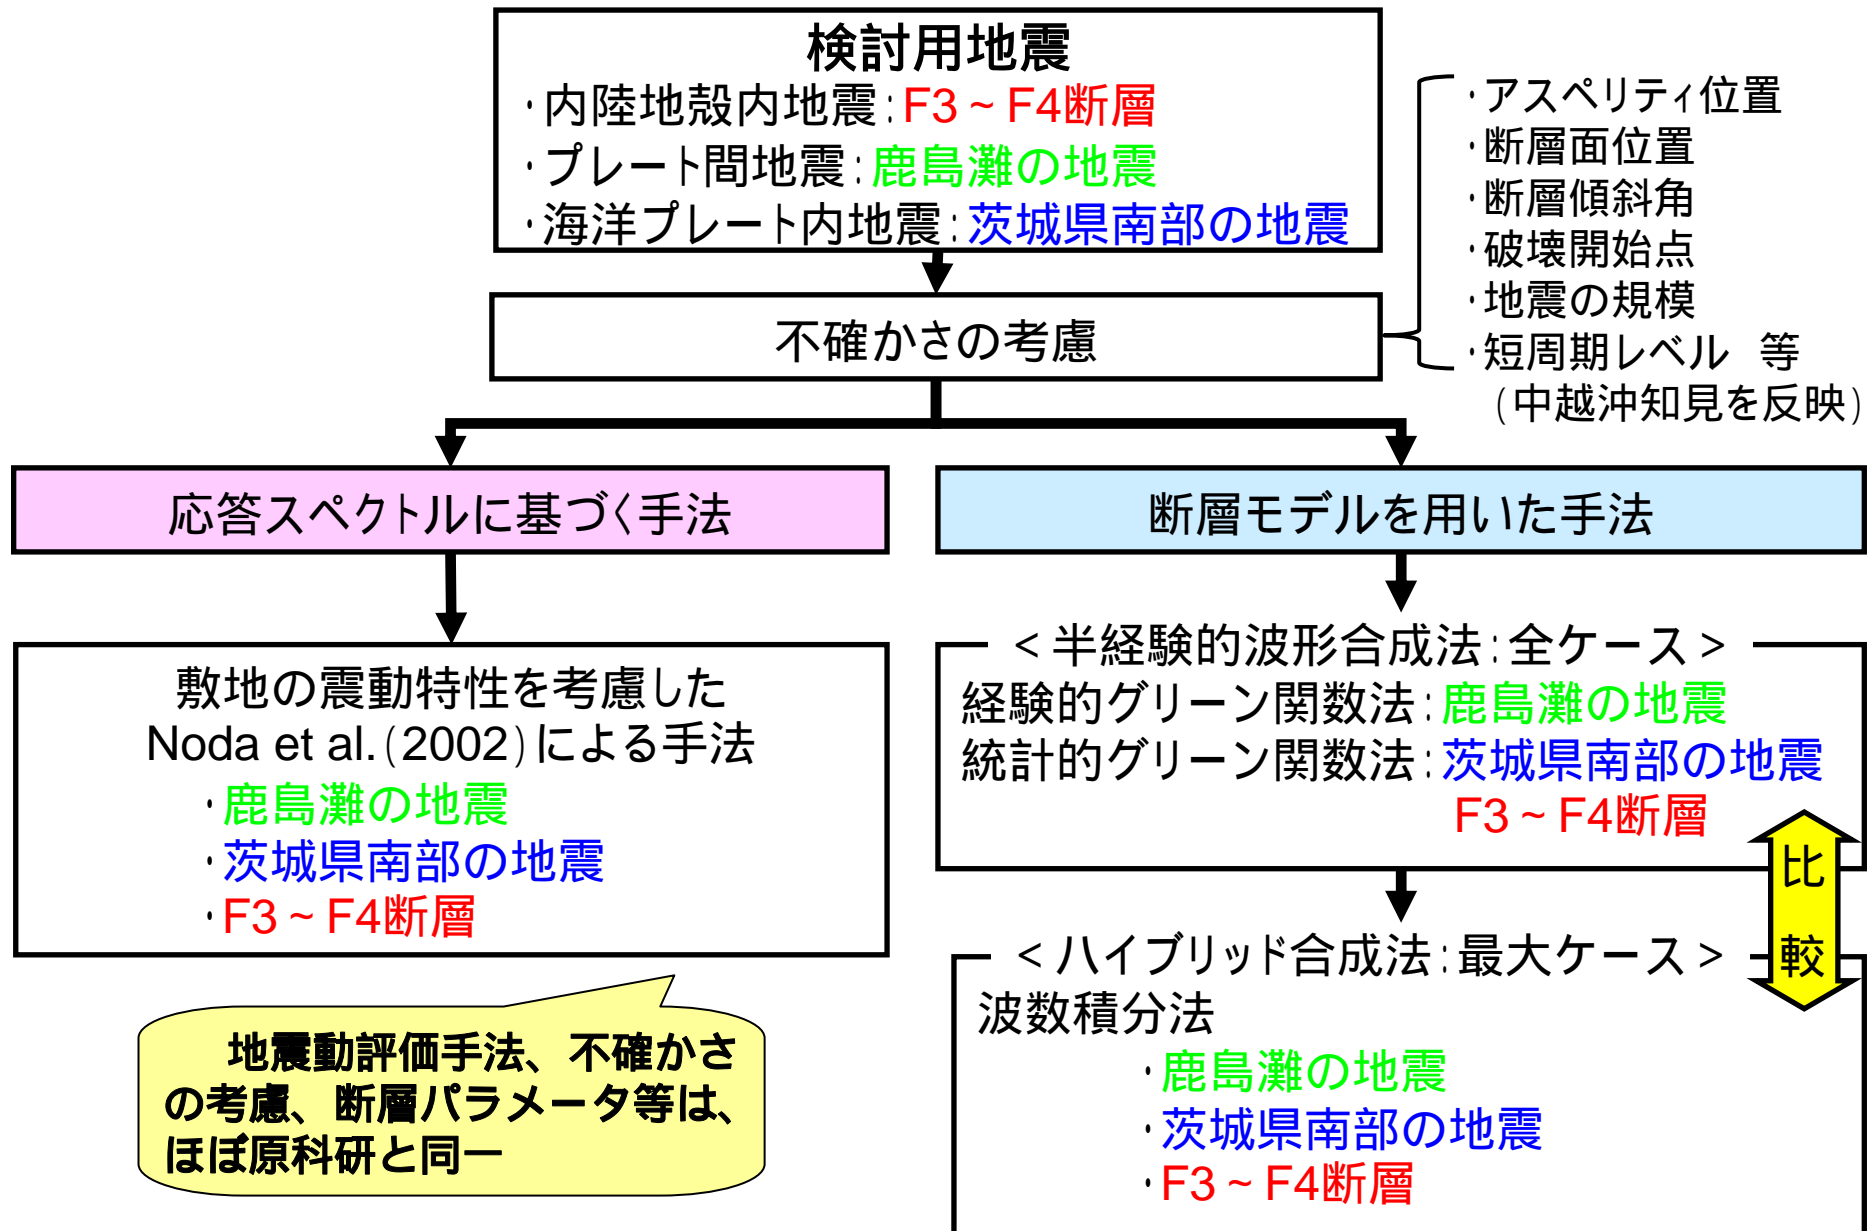 検討用地震
・内陸地殻内地震：F3～F4断層
・プレート間地震：鹿島灘の地震
・海洋プレート内地震：茨城県南部の地震
・アスペリティ位置
・断層面位置
・断層傾斜角
・破壊開始点
・地震の規模
・短周期レベル　等
（中越沖知見を反映）
不確かさの考慮
応答スペクトルに基づく手法
断層モデルを用いた手法
敷地の震動特性を考慮した
Noda et al.（2002）による手法
・鹿島灘の地震
・茨城県南部の地震
・F3～F4断層
＜半経験的波形合成法：全ケース＞
経験的グリーン関数法：鹿島灘の地震
統計的グリーン関数法：茨城県南部の地震
F3～F4断層
比
較
＜ハイブリッド合成法：最大ケース＞
波数積分法
・鹿島灘の地震
・茨城県南部の地震
・F3～F4断層
地震動評価手法、不確かさ
の考慮、断層パラメータ等は、
ほぼ原科研と同一